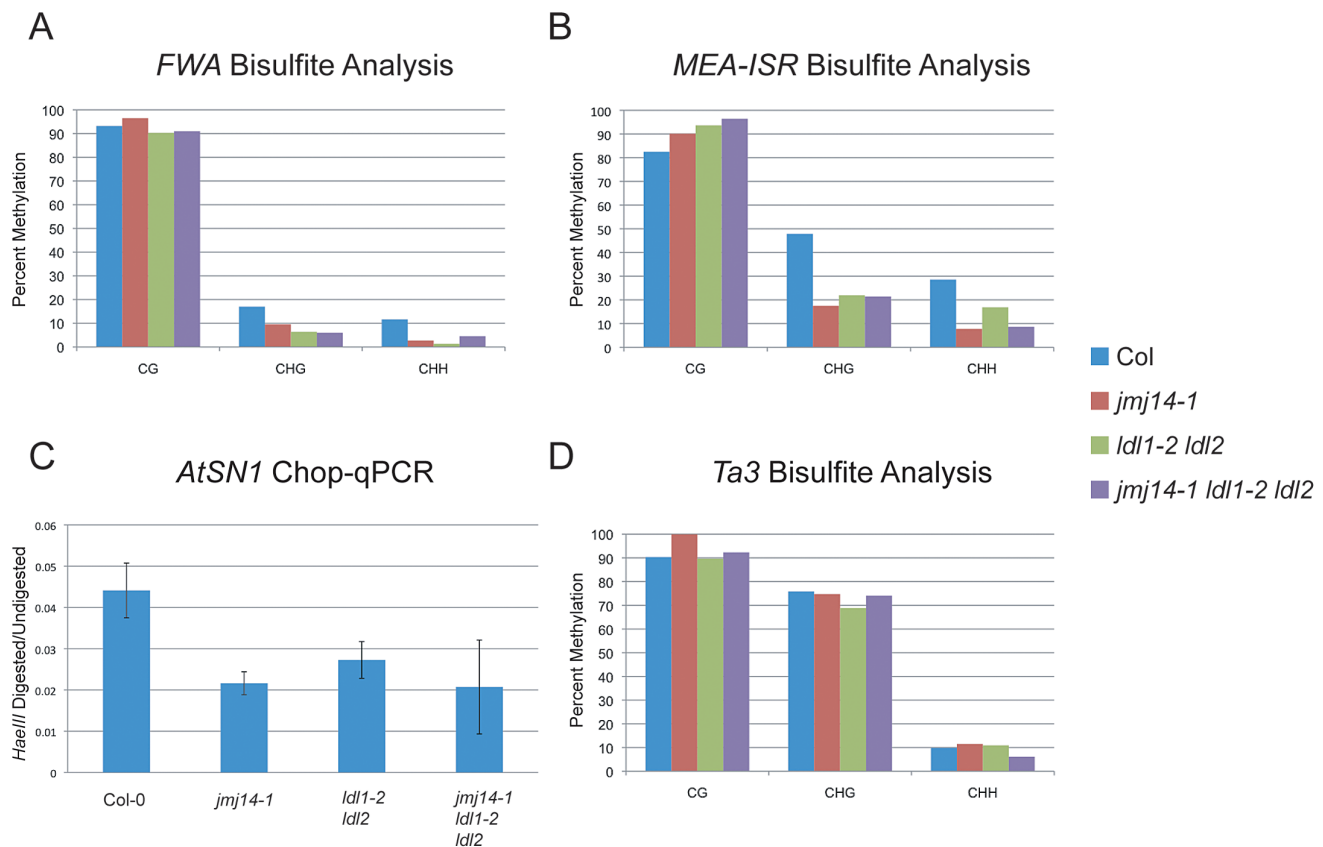 A
FWA Bisulfite Analysis
Percent Methylation
100
90
80
70
60
50
40
30
20
10
0
CG
CHG
CHH
B
MEA-ISR Bisulfite Analysis
Percent Methylation
100
90
80
70
60
50
40
30
20
10
0
CG
CHG
CHH
Col
jmj14-1
ldl1-2 ldl2
jmj14-1 ldl1-2 ldl2
C
AtSN1 Chop-qPCR
HaeIII Digested/Undigested
0.06
0.05
0.04
0.03
0.02
0.01
0
Col-0
jmj14-1
ldl1-2
ldl2
jmj14-1
ldl1-2
ldl2
D
Ta3 Bisulfite Analysis
Percent Methylation
100
90
80
70
60
50
40
30
20
10
0
CG
CHG
CHH